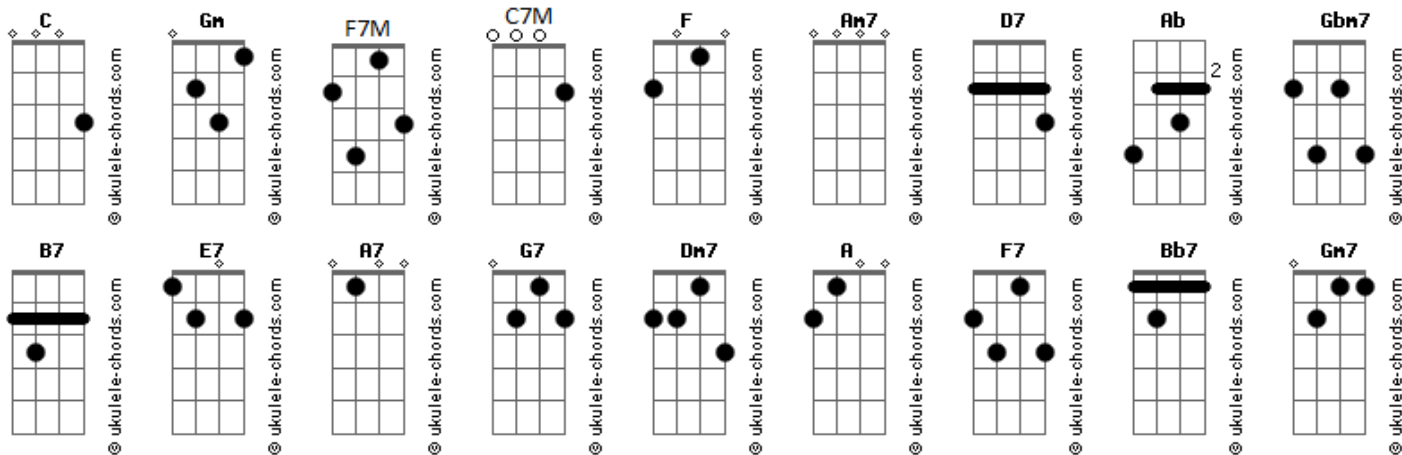 C Gm F7M C7M F Am7 D7 Ab Gbm7
2
© ukulele-chords.com © ukulele-chords.com © ukulele-chords.com © ukulele-chords.com © ukulele-chords.com © ukulele-chords.com © ukulele-chords.com © ukulele-chords.com © ukulele-chords.com
B7 E7 A7 G7 Dm7 A F7 Bb7 Gm7
© ukulele-chords.com © ukulele-chords.com © ukulele-chords.com © ukulele-chords.com © ukulele-chords.com © ukulele-chords.com © ukulele-chords.com © ukulele-chords.com © ukulele-chords.com